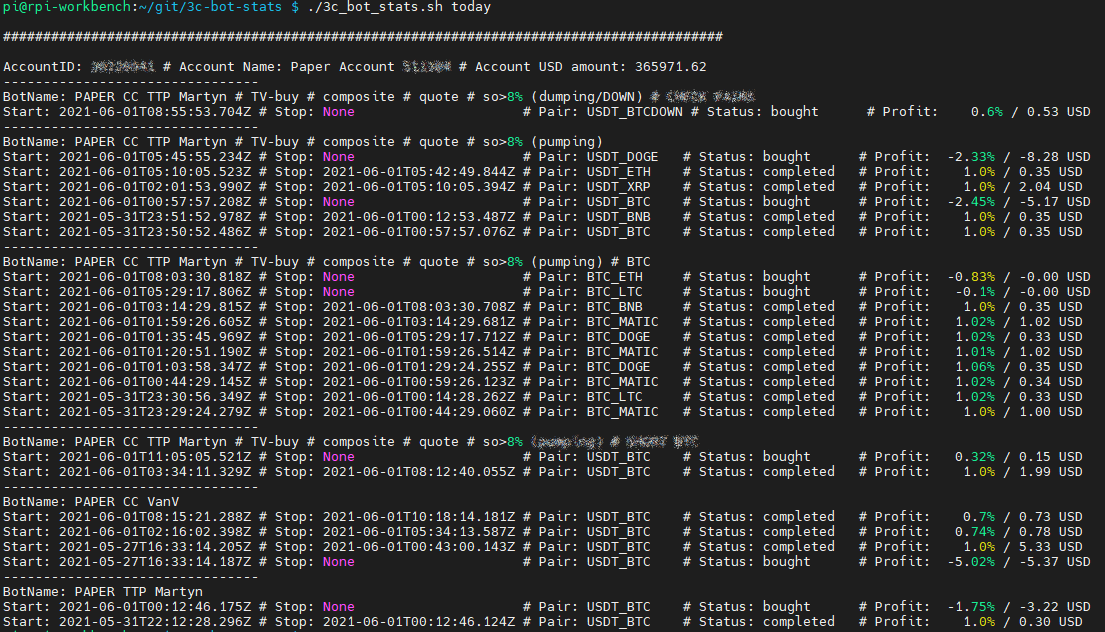 pi@rpi-workbench:~/git/3c-bot-stats $ ./3c_bot_stats.sh today
##########################################################################################
AccountID: # Account Name: Paper Account # Account USD amount: 365971.62
--------------------------------
BotName: PAPER CC TTP Martyn # TV-buy # composite # quote # so>8% (dumping/DOWN) #
Start: 2021-06-01T08:55:53.704Z # Stop: None # Pair: USDT_BTCDOWN # Status: bought # Profit: 0.6% / 0.53 USD
--------------------------------
BotName: PAPER CC TTP Martyn # TV-buy # composite # quote # so>8% (pumping)
Start: 2021-06-01T05:45:55.234Z # Stop: None # Pair: USDT_DOGE # Status: bought # Profit: -2.33% / -8.28 USD
Start: 2021-06-01T05:10:05.523Z # Stop: 2021-06-01T05:42:49.844Z # Pair: USDT_ETH # Status: completed # Profit: 1.0% / 0.35 USD
Start: 2021-06-01T02:01:53.990Z # Stop: 2021-06-01T05:10:05.394Z # Pair: USDT_XRP # Status: completed # Profit: 1.0% / 2.04 USD
Start: 2021-06-01T00:57:57.208Z # Stop: None # Pair: USDT_BTC # Status: bought # Profit: -2.45% / -5.17 USD
Start: 2021-05-31T23:51:52.978Z # Stop: 2021-06-01T00:12:53.487Z # Pair: USDT_BNB # Status: completed # Profit: 1.0% / 0.35 USD
Start: 2021-05-31T23:50:52.486Z # Stop: 2021-06-01T00:57:57.076Z # Pair: USDT_BTC # Status: completed # Profit: 1.0% / 0.35 USD
--------------------------------
BotName: PAPER CC TTP Martyn # TV-buy # composite # quote # so>8% (pumping) # BTC
Start: 2021-06-01T08:03:30.818Z # Stop: None # Pair: BTC_ETH # Status: bought # Profit: -0.83% / -0.00 USD
Start: 2021-06-01T05:29:17.806Z # Stop: None # Pair: BTC_LTC # Status: bought # Profit: -0.1% / -0.00 USD
Start: 2021-06-01T03:14:29.815Z # Stop: 2021-06-01T08:03:30.708Z # Pair: BTC_BNB # Status: completed # Profit: 1.0% / 0.35 USD
Start: 2021-06-01T01:59:26.605Z # Stop: 2021-06-01T03:14:29.681Z # Pair: BTC_MATIC # Status: completed # Profit: 1.02% / 1.02 USD
Start: 2021-06-01T01:35:45.969Z # Stop: 2021-06-01T05:29:17.712Z # Pair: BTC_DOGE # Status: completed # Profit: 1.02% / 0.33 USD
Start: 2021-06-01T01:20:51.190Z # Stop: 2021-06-01T01:59:26.514Z # Pair: BTC_MATIC # Status: completed # Profit: 1.01% / 1.02 USD
Start: 2021-06-01T01:03:58.347Z # Stop: 2021-06-01T01:29:24.255Z # Pair: BTC_DOGE # Status: completed # Profit: 1.06% / 0.35 USD
Start: 2021-06-01T00:44:29.145Z # Stop: 2021-06-01T00:59:26.123Z # Pair: BTC_MATIC # Status: completed # Profit: 1.02% / 0.34 USD
Start: 2021-05-31T23:30:56.349Z # Stop: 2021-06-01T00:14:28.262Z # Pair: BTC_LTC # Status: completed # Profit: 1.02% / 0.33 USD
Start: 2021-05-31T23:29:24.279Z # Stop: 2021-06-01T00:44:29.060Z # Pair: BTC_MATIC # Status: completed # Profit: 1.0% / 1.00 USD
--------------------------------
BotName: PAPER CC TTP Martyn # TV-buy # composite # quote # so>8%
Start: 2021-06-01T11:05:05.521Z # Stop: None # Pair: USDT_BTC # Status: bought # Profit: 0.32% / 0.15 USD
Start: 2021-06-01T03:34:11.329Z # Stop: 2021-06-01T08:12:40.055Z # Pair: USDT_BTC # Status: completed # Profit: 1.0% / 1.99 USD
--------------------------------
BotName: PAPER CC VanV
Start: 2021-06-01T08:15:21.288Z # Stop: 2021-06-01T10:18:14.181Z # Pair: USDT_BTC # Status: completed # Profit: 0.7% / 0.73 USD
Start: 2021-06-01T02:16:02.398Z # Stop: 2021-06-01T05:34:13.587Z # Pair: USDT_BTC # Status: completed # Profit: 0.74% / 0.78 USD
Start: 2021-05-27T16:33:14.205Z # Stop: 2021-06-01T00:43:00.143Z # Pair: USDT_BTC # Status: completed # Profit: 1.0% / 5.33 USD
Start: 2021-05-27T16:33:14.187Z # Stop: None # Pair: USDT_BTC # Status: bought # Profit: -5.02% / -5.37 USD
--------------------------------
BotName: PAPER TTP Martyn
Start: 2021-06-01T00:12:46.175Z # Stop: None # Pair: USDT_BTC # Status: bought # Profit: -1.75% / -3.22 USD
Start: 2021-05-31T22:12:28.296Z # Stop: 2021-06-01T00:12:46.124Z # Pair: USDT_BTC # Status: completed # Profit: 1.0% / 0.30 USD